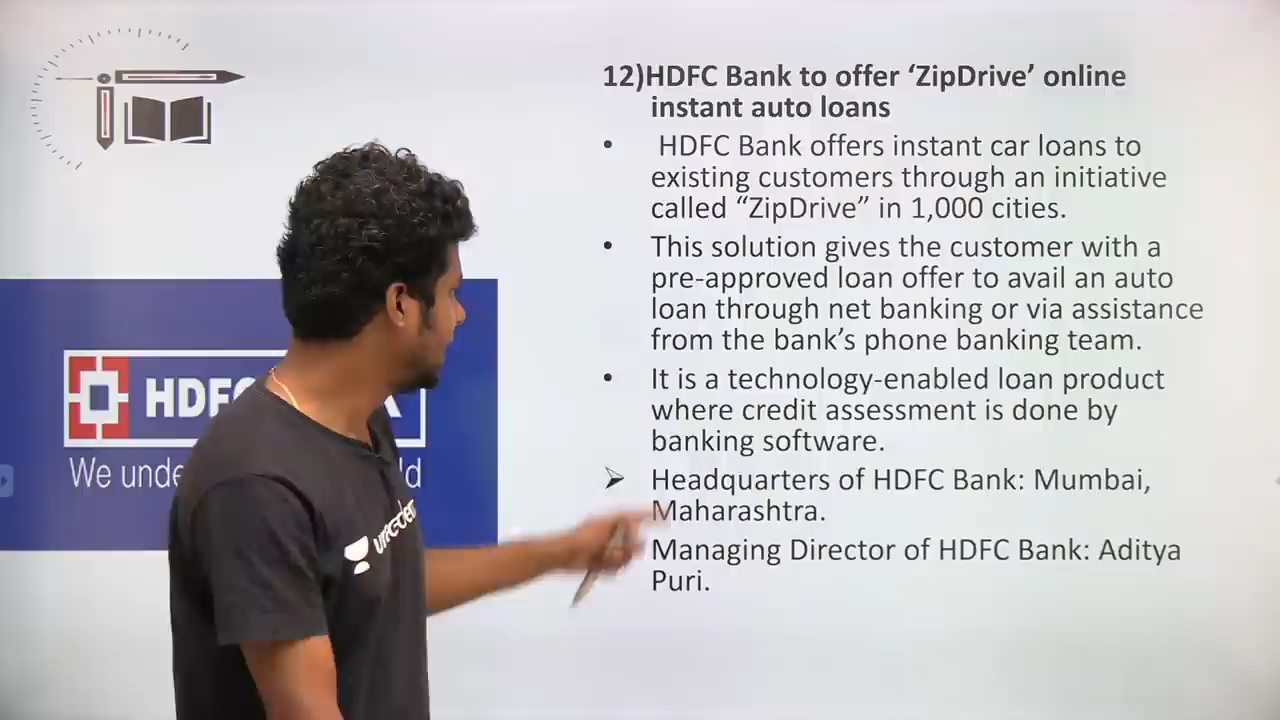 12)HDFC Bank to offer ‘ZipDrive’ online
instant auto loans
• HDFC Bank offers instant car loans to
existing customers through an initiative
called “ZipDrive” in 1,000 cities.
• This solution gives the customer with a
pre-approved loan offer to avail an auto
loan through net banking or via assistance
from the bank’s phone banking team.
• It is a technology-enabled loan product
where credit assessment is done by
banking software.
➢ Headquarters of HDFC Bank: Mumbai,
Maharashtra.
Managing Director of HDFC Bank: Aditya
Puri.
HDFC
We